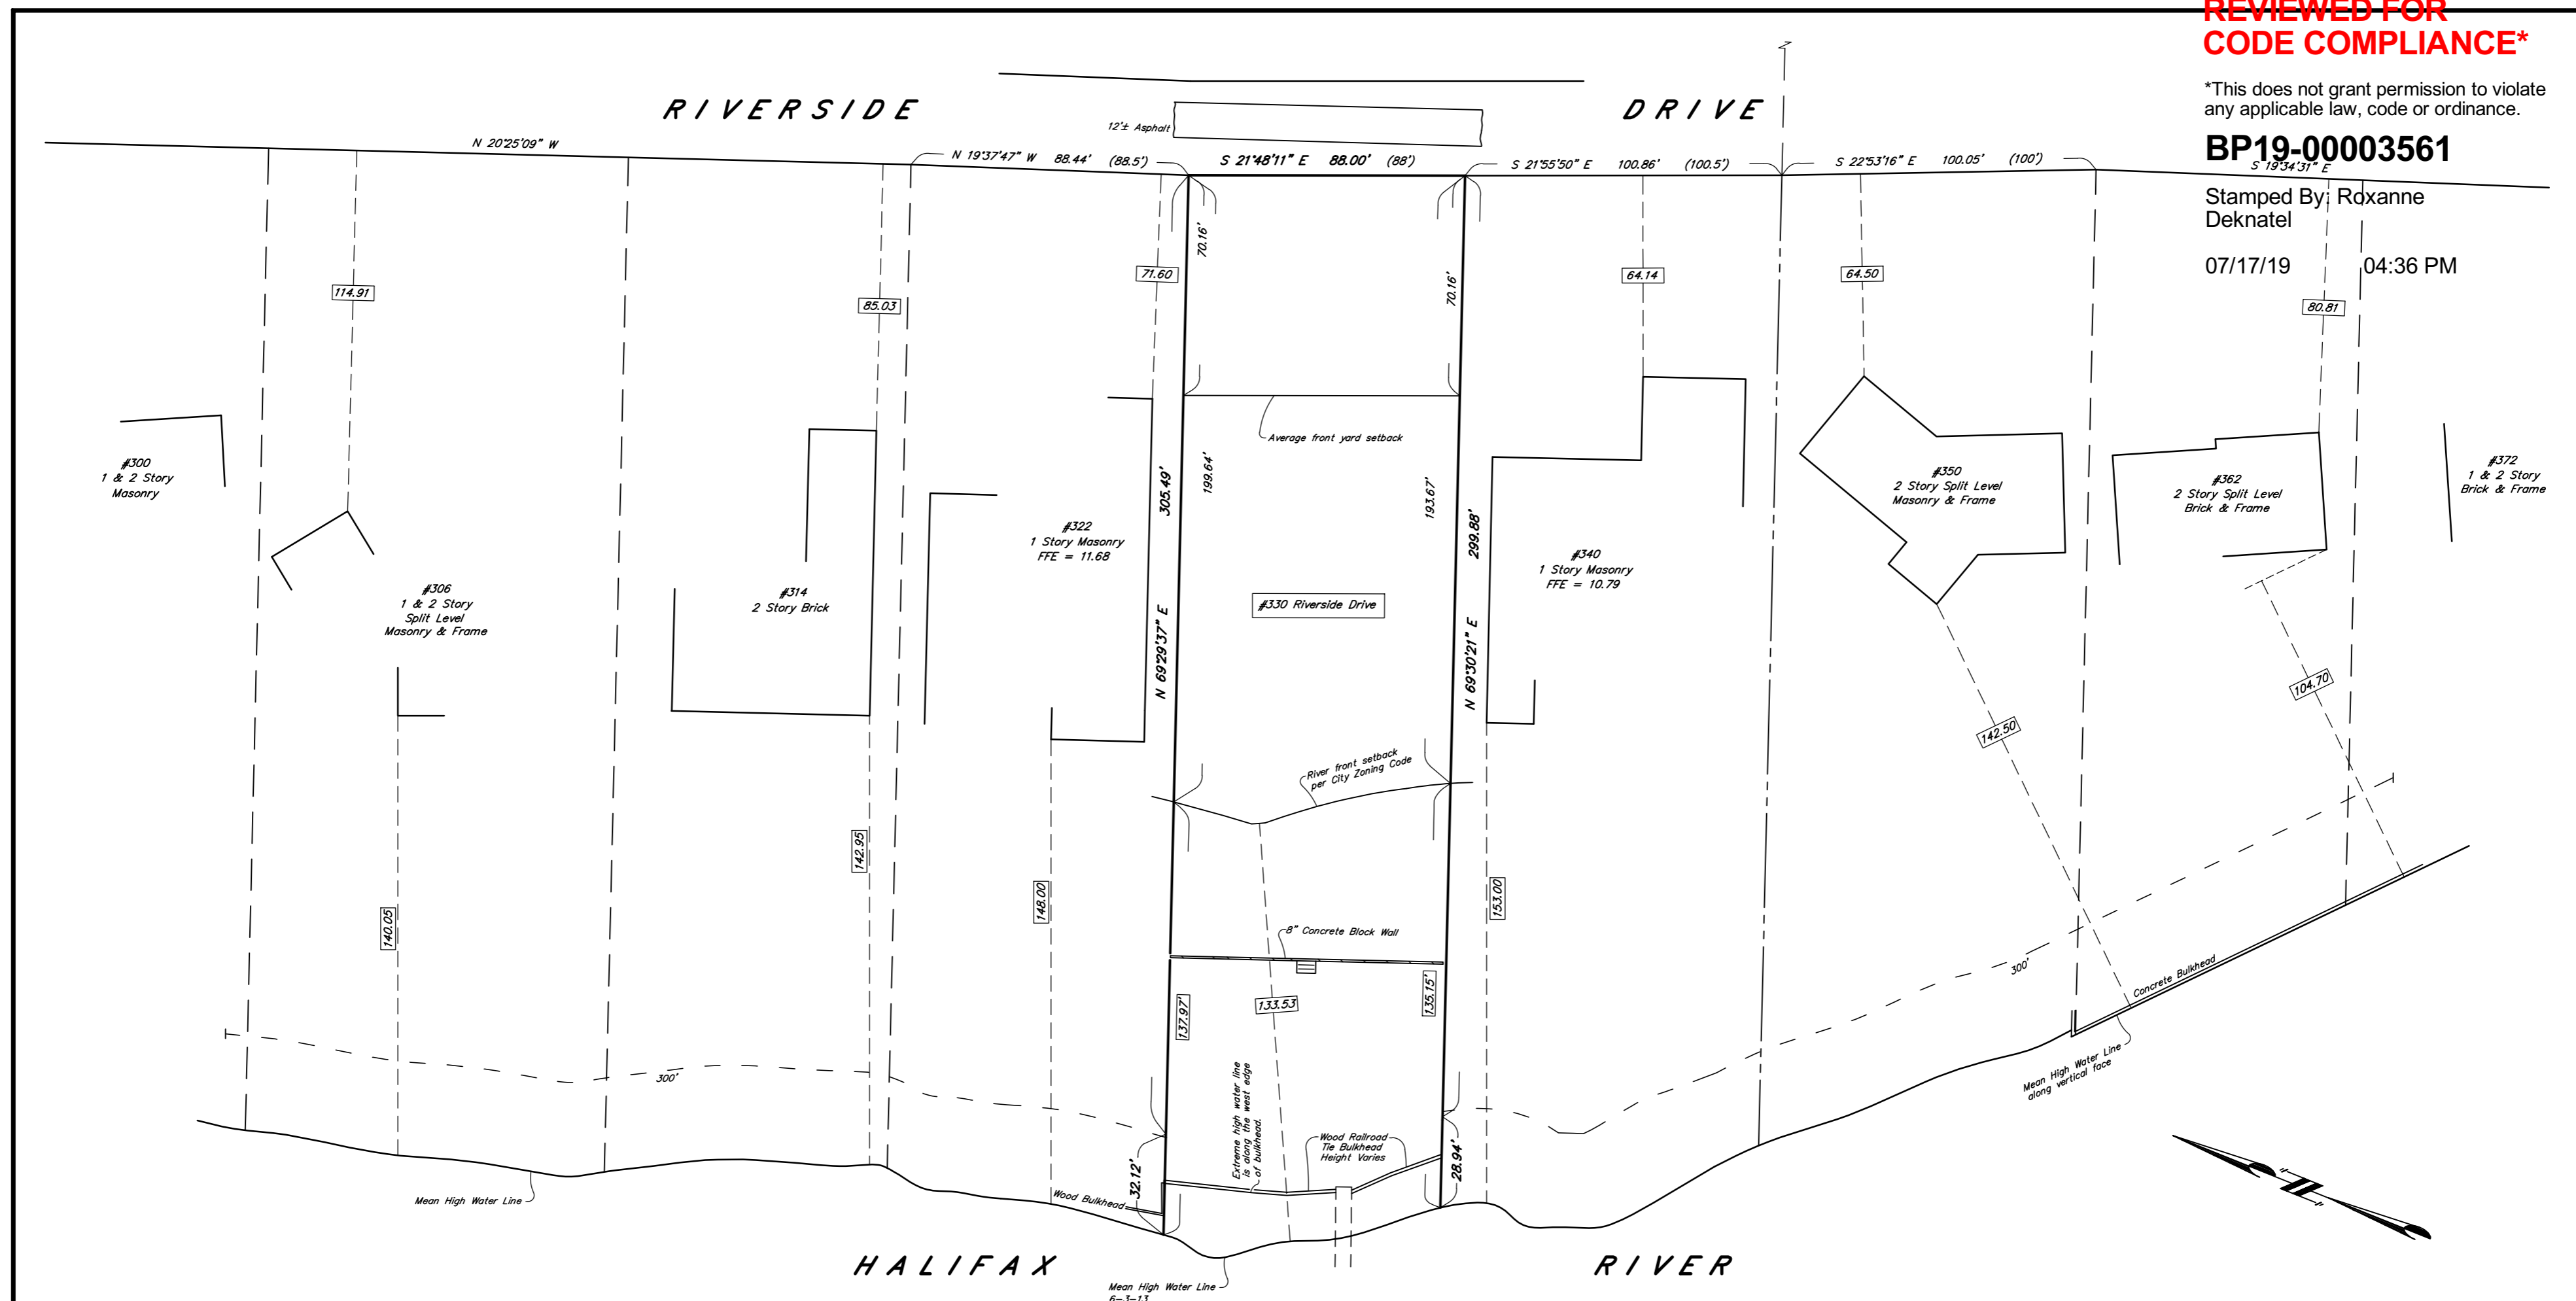 REVIEWED FOR
CODE COMPLIANCE*
*This does not grant permission to violate
any applicable law, code or ordinance.
BP19-00003561
Stamped By: Roxanne
Deknatel
07/17/19 04:36 PM
RIVERSIDE DRIVE
12'± Asphalt
N 20°25'09" W
N 19°37'47" W 88.44' (88.5')
S 21°48'11" E 88.00' (88')
S 21°55'50" E 100.86' (100.5')
S 22°53'16" E 100.05' (100')
S 19°34'31" E
114.91
85.03
71.60
70.16'
70.16'
64.14
64.50
80.81
Average front yard setback
#300
1 & 2 Story
Masonry
#306
1 & 2 Story
Split Level
Masonry & Frame
#314
2 Story Brick
#322
1 Story Masonry
FFE = 11.68
305.49'
N 69°29'37" E
199.64'
#330 Riverside Drive
193.67'
299.88'
N 69°30'21" E
#340
1 Story Masonry
FFE = 10.79
#350
2 Story Split Level
Masonry & Frame
#362
2 Story Split Level
Brick & Frame
#372
1 & 2 Story
Brick & Frame
River front setback
per City Zoning Code
140.05
142.95
148.00
153.00
142.50
104.70
8" Concrete Block Wall
137.97'
133.53
135.15'
300'
300'
Concrete Bulkhead
Mean High Water Line
along vertical face
Extreme high water line
is along the west edge
of bulkhead.
Wood Railroad
Tie Bulkhead
Height Varies
32.12'
28.94'
Wood Bulkhead
Mean High Water Line
HALIFAX RIVER
Mean High Water Line
6-3-13